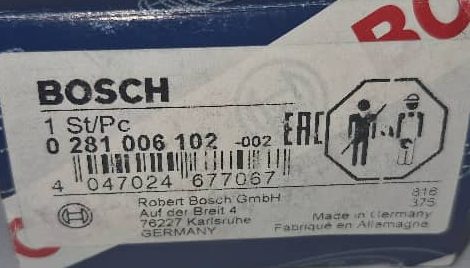 BOSCH
1 St/Pc
0 281 006 102 -002
EAC
4 047024 677067
Robert Bosch GmbH
Auf der Breit 4
76227 Karlsruhe
GERMANY
816
375
Made in Germany
Fabriqué en Allemagne